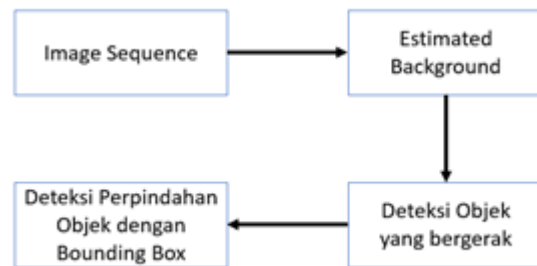 Image Sequence
Estimated
Background
Deteksi Objek
yang bergerak
Deteksi Perpindahan
Objek dengan
Bounding Box